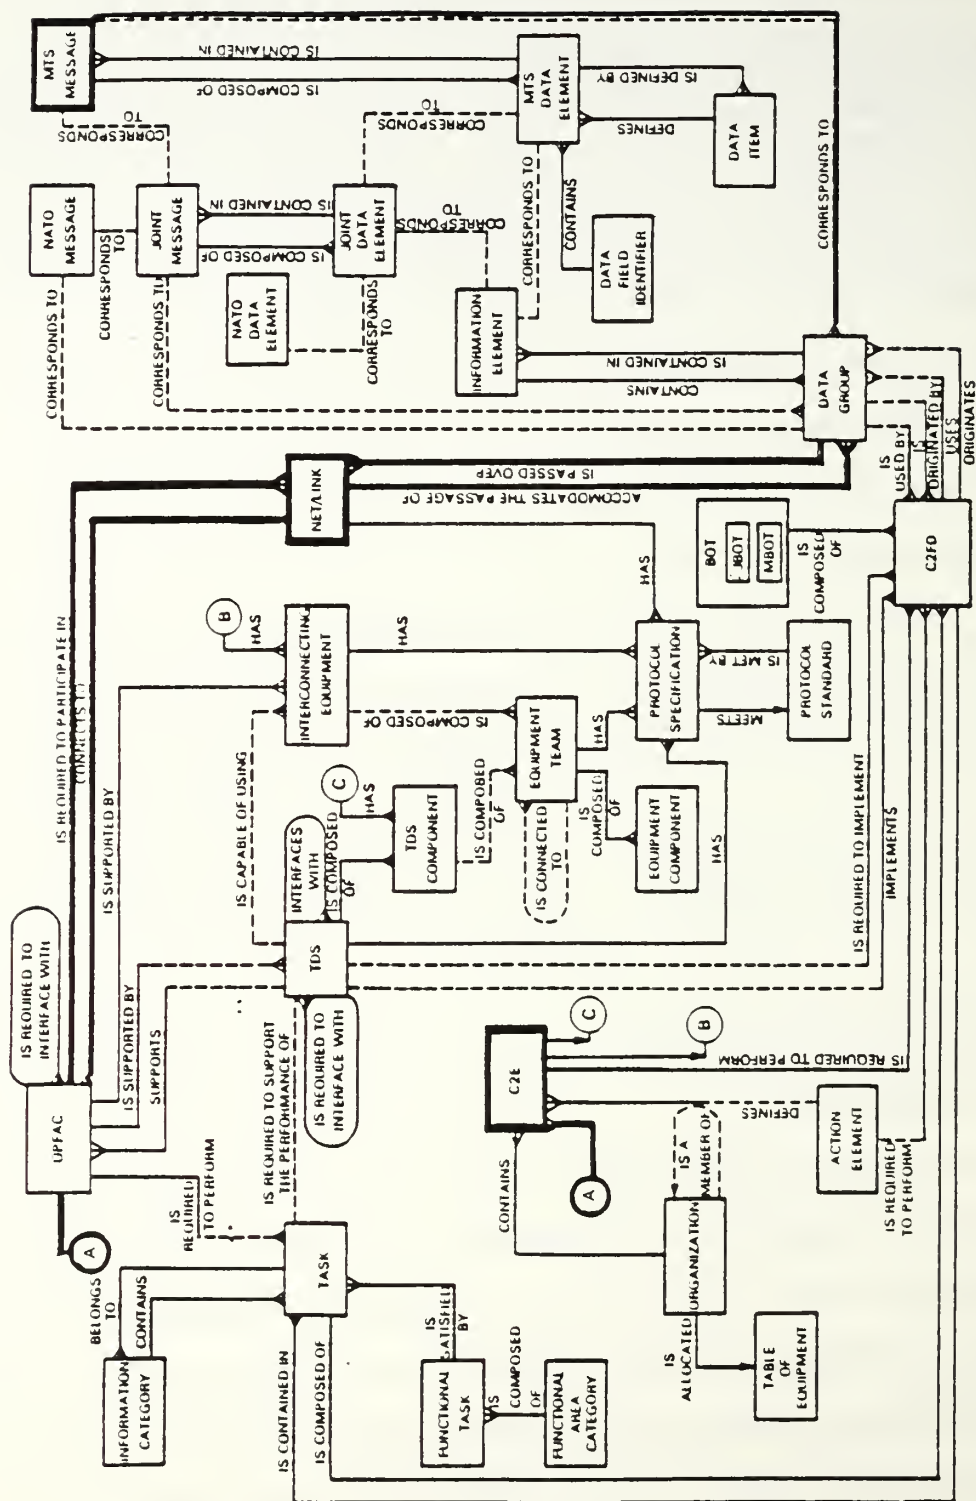 MTS
MESSAGE
IS CONTAINED IN
IS COMPOSED OF
MTS
DATA
ELEMENT
IS DEFINED BY
DEFINES
DATA
ITEM
CORRESPONDS
TO
CORRESPONDS
TO
CORRESPONDS TO
CONTAINS
DATA
FIELD
IDENTIFIER
CORRESPONDS TO
NATO
MESSAGE
CORRESPONDS
TO
JOINT
MESSAGE
IS CONTAINED IN
IS COMPOSED OF
JOINT
DATA
ELEMENT
CORRESPONDS
TO
NATO
DATA
ELEMENT
CORRESPONDS
TO
INFORMATION
ELEMENT
IS CONTAINED IN
CONTAINS
DATA
GROUP
CORRESPONDS TO
CORRESPONDS TO
NET/LINK
IS PASSED OVER
ACCOMODATES THE PASSAGE OF
IS
USED BY
IS
ORIGINATED BY
USES
ORIGINATES
HAS
BOT
JBOT
MBOT
IS
COMPOSED
OF
C2FD
IS REQUIRED TO PARTICIPATE IN
CONNECTS TO
B
HAS
INTERCONNECTING
EQUIPMENT
HAS
PROTOCOL
SPECIFICATION
IS MET BY
MEETS
PROTOCOL
STANDARD
IS SUPPORTED BY
IS CAPABLE OF USING
IS COMPOSED OF
EQUIPMENT
TEAM
HAS
IS CONNECTED
TO
IS
COMPOSED
OF
EQUIPMENT
COMPONENT
HAS
C
HAS
TDS
COMPONENT
IS COMPOBED
OF
INTERFACES
WITH
IS COMPOSED
OF
TDS
IS REQUIRED TO IMPLEMENT
IMPLEMENTS
IS REQUIRED TO
INTERFACE WITH
UPFAC
IS SUPPORTED BY
SUPPORTS
IS REQUIRED TO SUPPORT
THE PERFORMANCE OF
IS REQUIRED TO
INTERFACE WITH
IS
REQUIRED
TO PERFORM
A
C2E
C
B
IS REQUIRED TO PERFORM
A
CONTAINS
DEFINES
ACTION
ELEMENT
IS REQUIRED
TO PERFORM
IS A
MEMBER OF
ORGANIZATION
IS
ALLOCATED
TABLE
OF
EQUIPMENT
TASK
BELONGS
TO
CONTAINS
INFORMATION
CATEGORY
IS
SATISFIED
BY
FUNCTIONAL
TASK
IS
COMPOSED
OF
FUNCTIONAL
AREA
CATEGORY
IS CONTAINED IN
IS COMPOSED OF